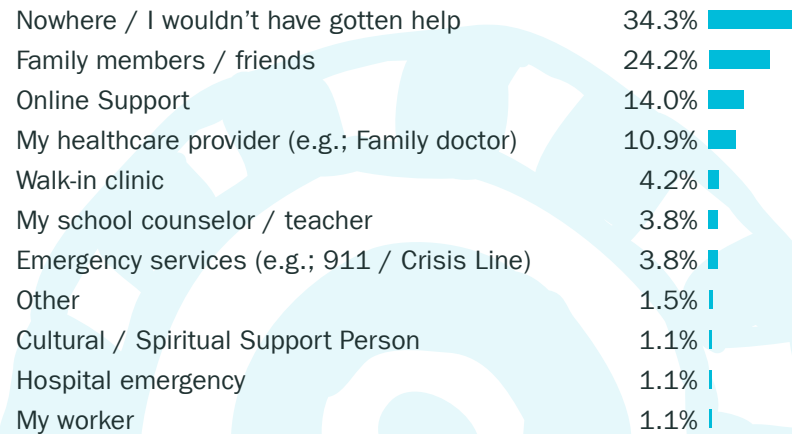 Nowhere / I wouldn’t have gotten help 34.3%
Family members / friends 24.2%
Online Support 14.0%
My healthcare provider (e.g.; Family doctor) 10.9%
Walk-in clinic 4.2%
My school counselor / teacher 3.8%
Emergency services (e.g.; 911 / Crisis Line) 3.8%
Other 1.5%
Cultural / Spiritual Support Person 1.1%
Hospital emergency 1.1%
My worker 1.1%